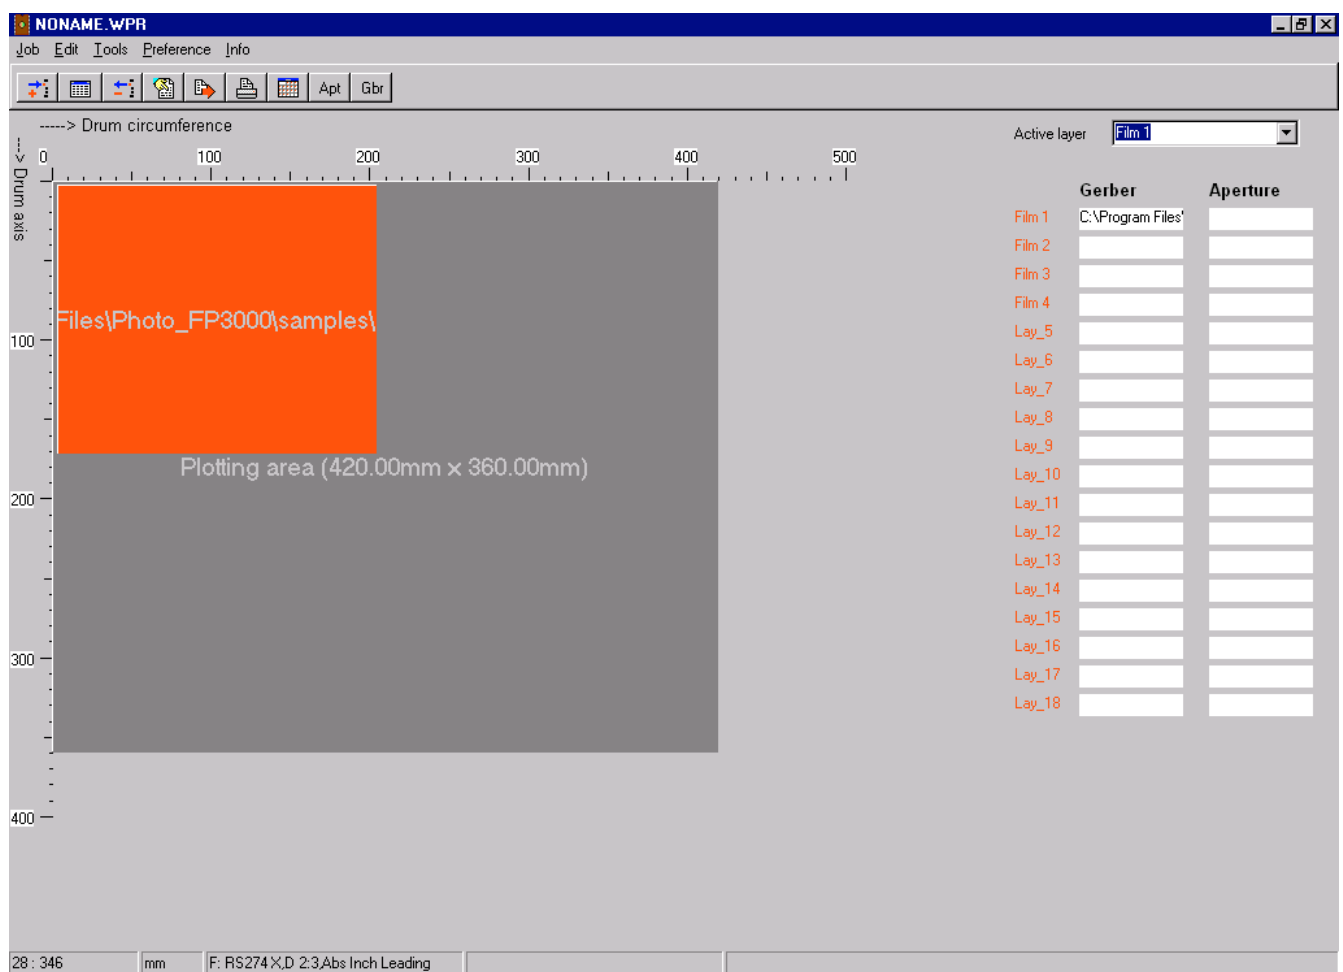 NONAME.WPR
Job Edit Tools Preference Info
Apt Gbr
-----> Drum circumference
Active layer Film 1
0 100 200 300 400 500
--> Drum axis
Gerber Aperture
Film 1 C:\Program Files'
Film 2
Film 3
Film 4
Files\Photo_FP3000\samples\
Lay_5
100
Lay_6
Lay_7
Lay_8
Lay_9
Plotting area (420.00mm x 360.00mm)
Lay_10
200
Lay_11
Lay_12
Lay_13
Lay_14
Lay_15
Lay_16
300
Lay_17
Lay_18
400
28 : 346 mm F: RS274X,D 2:3,Abs Inch Leading